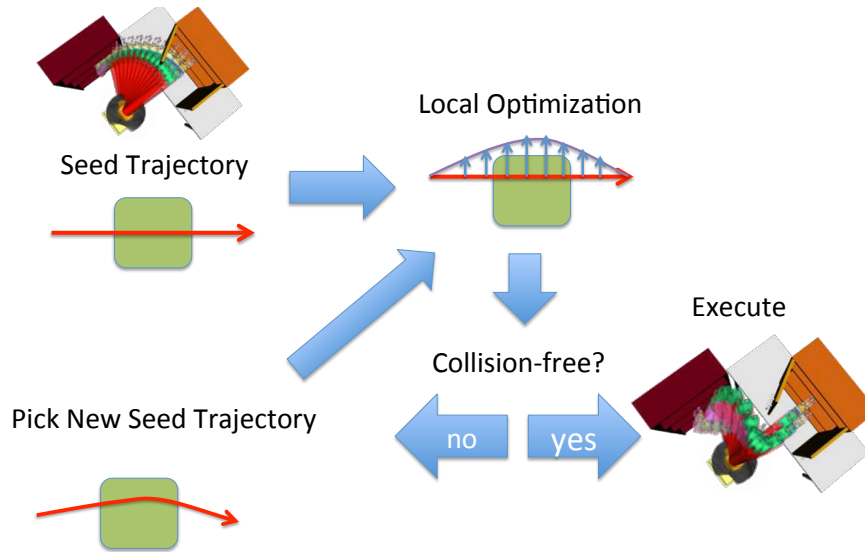 Local Optimization
Seed Trajectory
Execute
Collision-free?
Pick New Seed Trajectory
no
yes